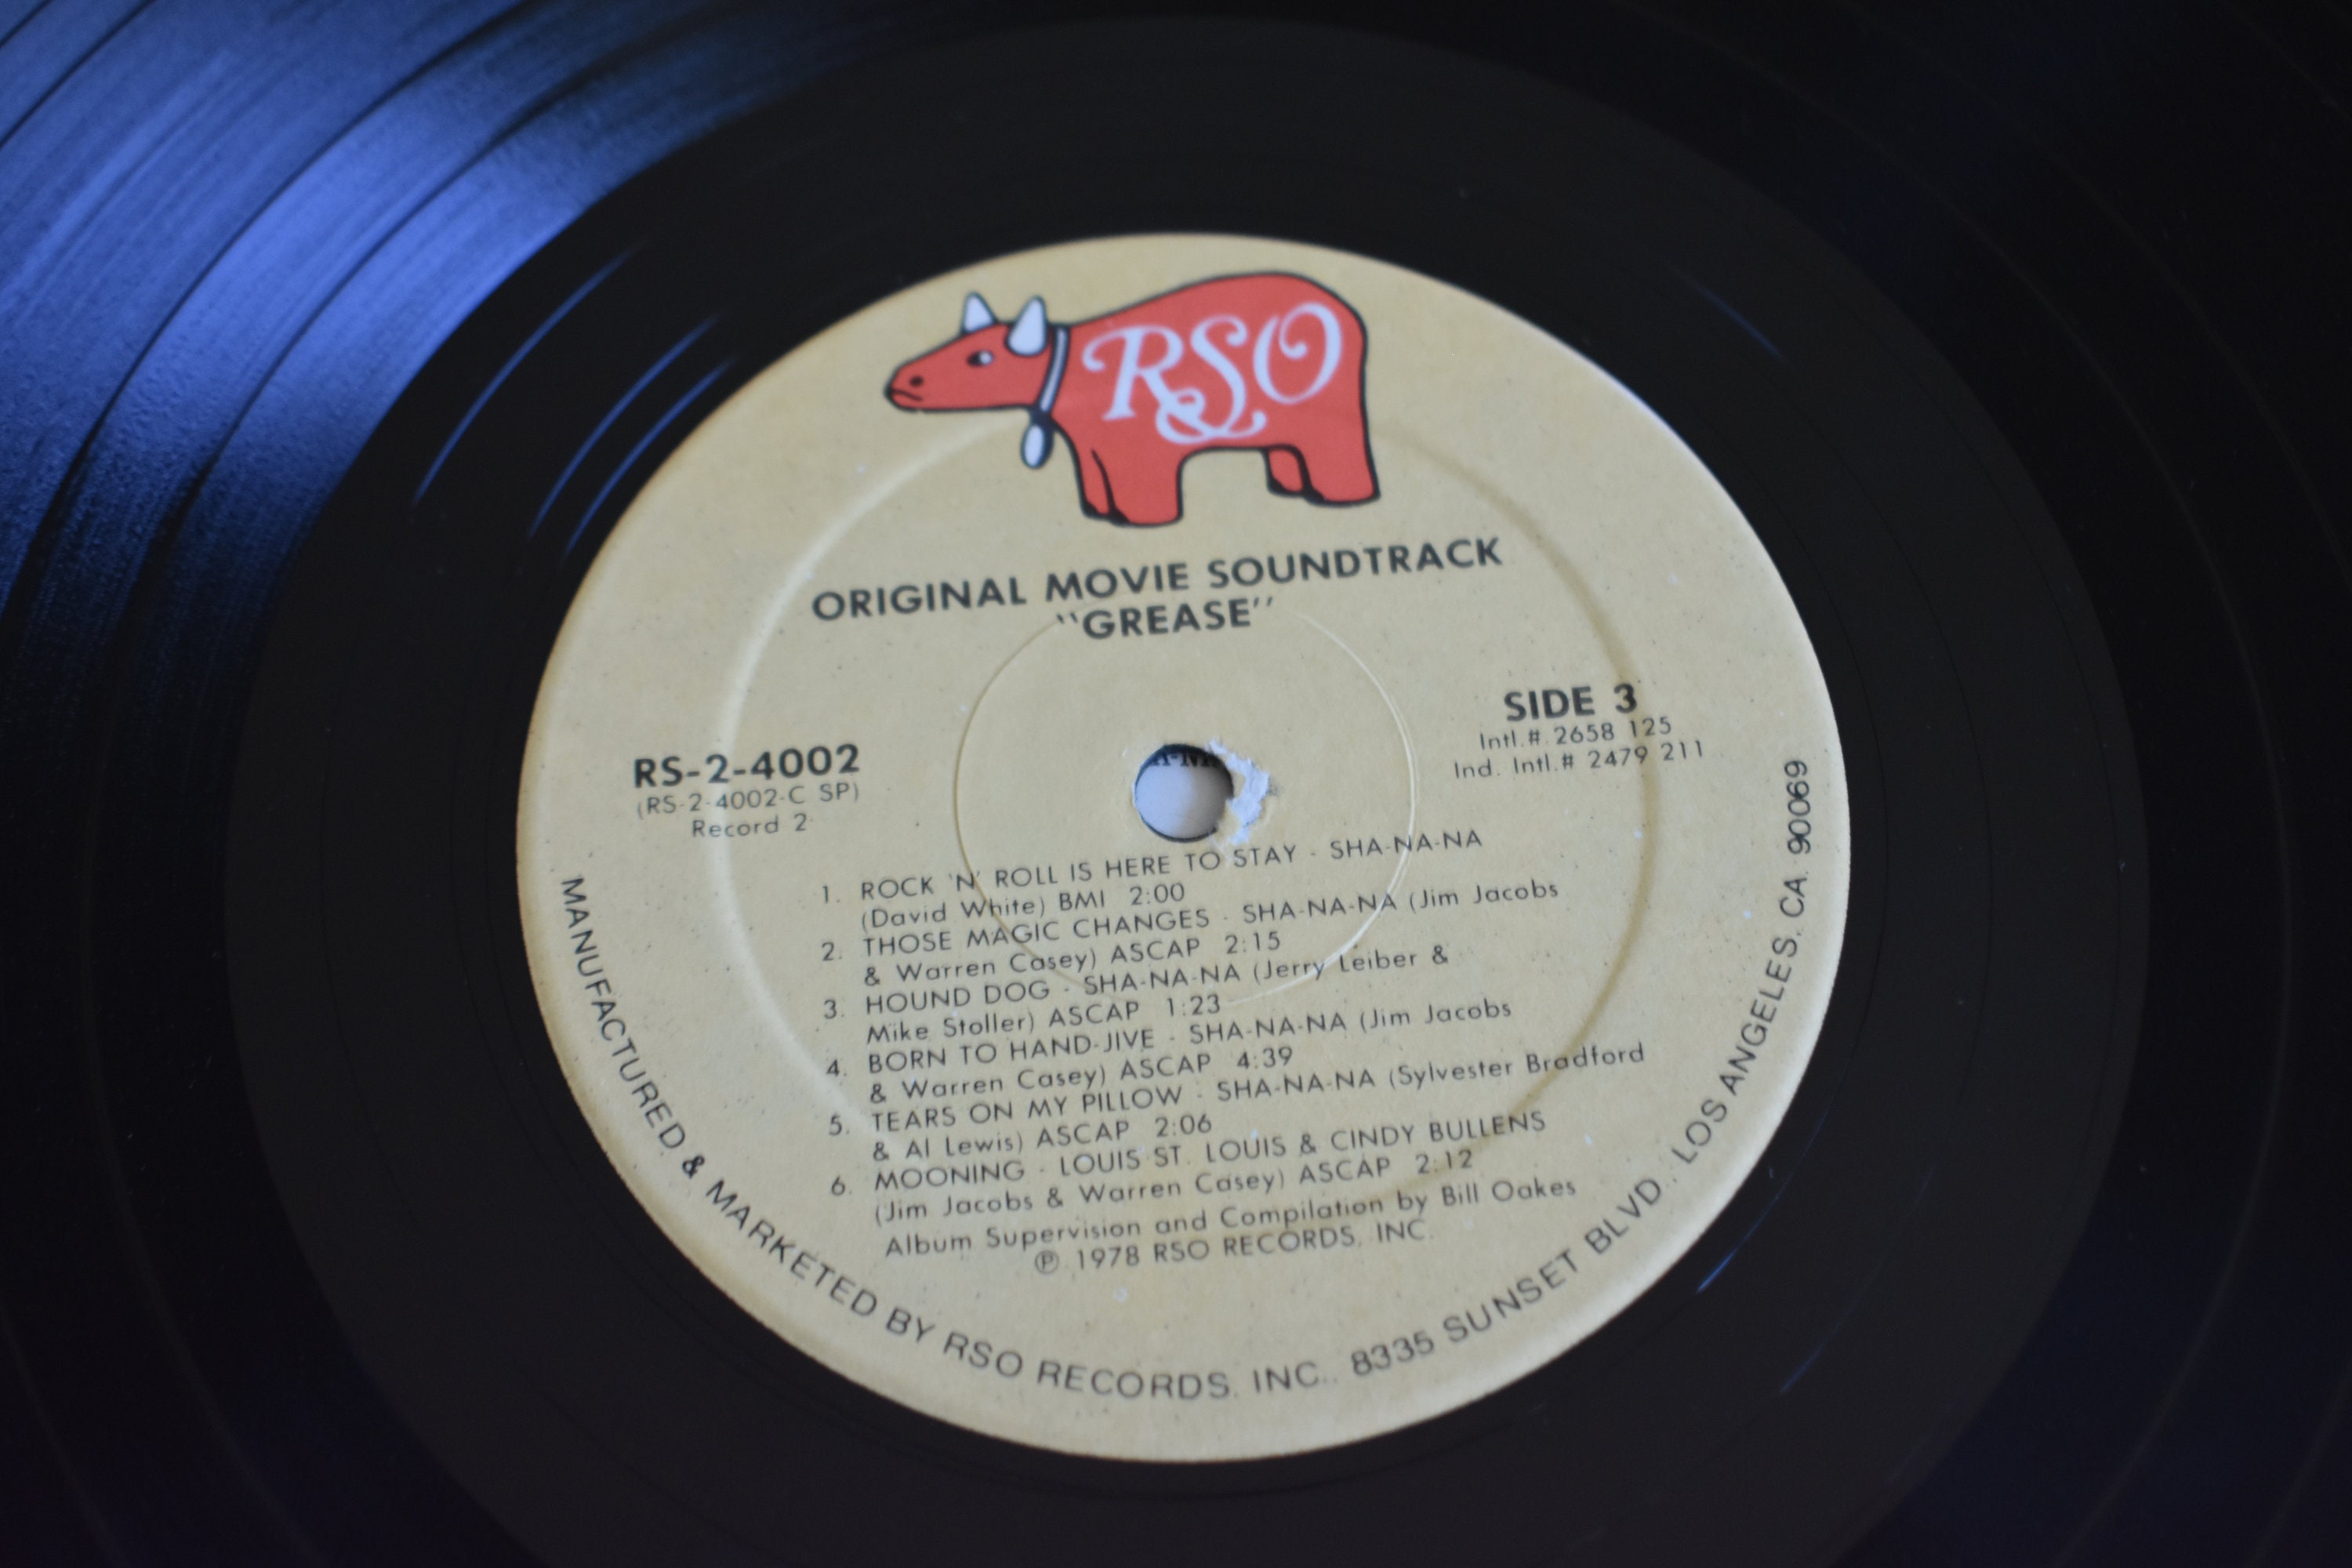 RSO
ORIGINAL MOVIE SOUNDTRACK
"GREASE"
SIDE 3
Intl.# 2658 125
Ind. Intl.# 2479 211
RS-2-4002
(RS-2-4002-C SP)
Record 2
1. ROCK 'N' ROLL IS HERE TO STAY - SHA-NA-NA
(David White) BMI 2:00
2. THOSE MAGIC CHANGES - SHA-NA-NA (Jim Jacobs
& Warren Casey) ASCAP 2:15
3. HOUND DOG - SHA-NA-NA (Jerry Leiber &
Mike Stoller) ASCAP 1:23
4. BORN TO HAND-JIVE - SHA-NA-NA (Jim Jacobs
& Warren Casey) ASCAP 4:39
5. TEARS ON MY PILLOW - SHA-NA-NA (Sylvester Bradford
& Al Lewis) ASCAP 2:06
6. MOONING - LOUIS ST. LOUIS & CINDY BULLENS
(Jim Jacobs & Warren Casey) ASCAP 2:12
Album Supervision and Compilation by Bill Oakes
℗ 1978 RSO RECORDS, INC.
MANUFACTURED & MARKETED BY RSO RECORDS, INC., 8335 SUNSET BLVD., LOS ANGELES, CA. 90069